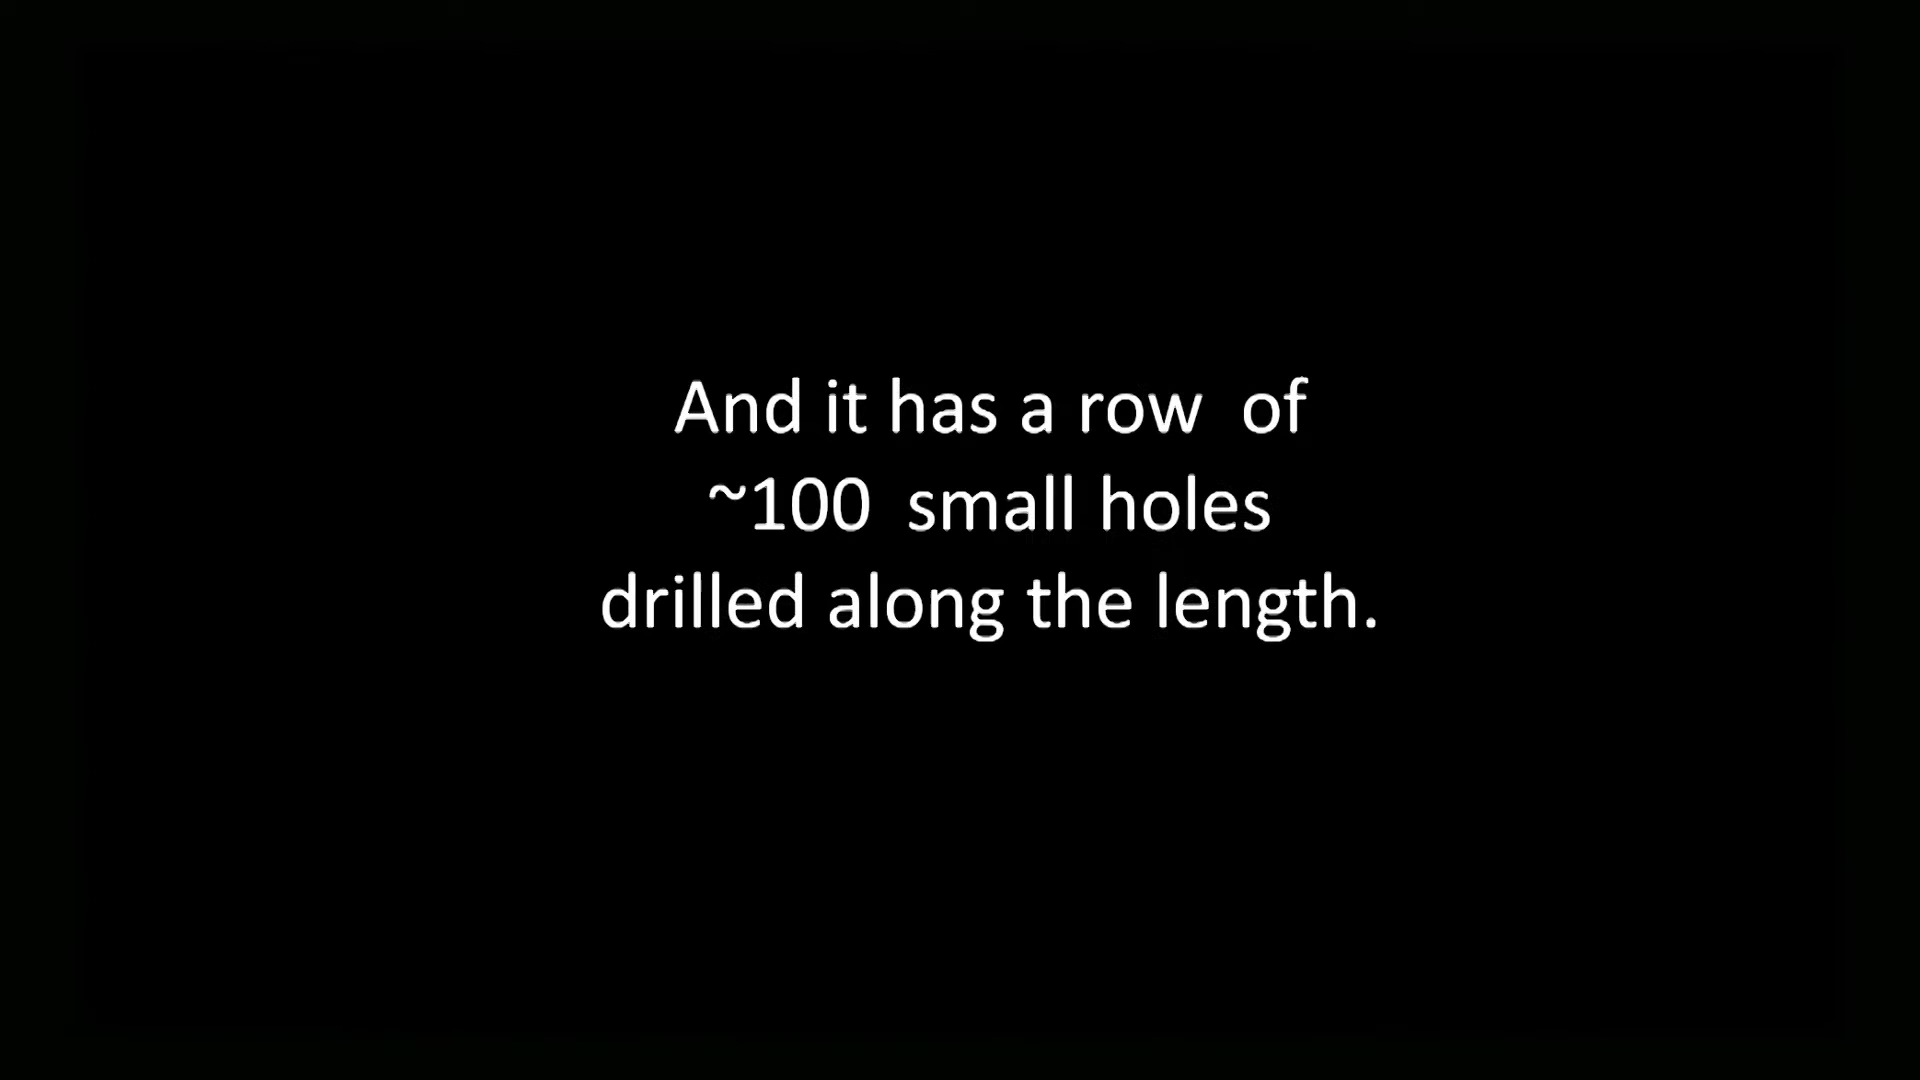 And it has a row  of
~100  small holes
drilled along the length.